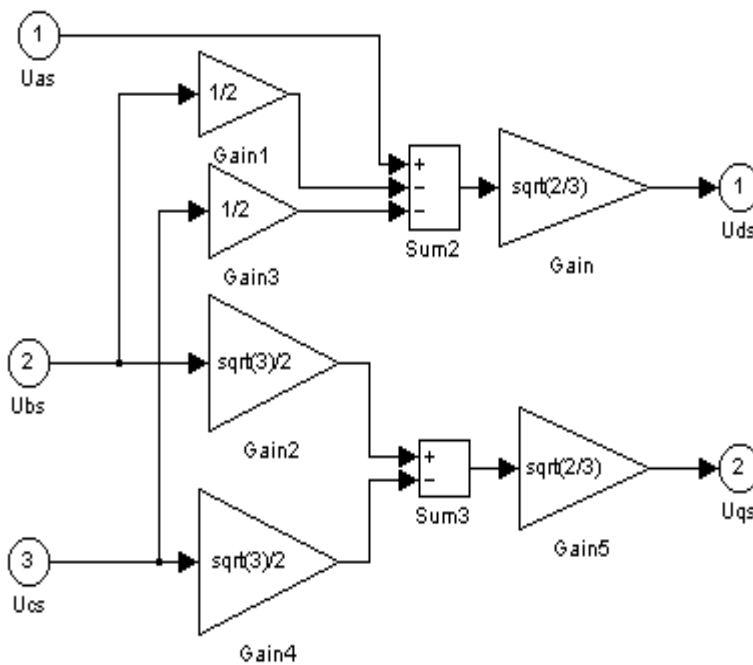 1
Uas
1/2
Gain1
1/2
Gain3
+
−
−
Sum2
sqrt(2/3)
Gain
1
Uds
2
Ubs
sqrt(3)/2
Gain2
+
−
Sum3
sqrt(2/3)
Gain5
2
Uqs
3
Ucs
sqrt(3)/2
Gain4